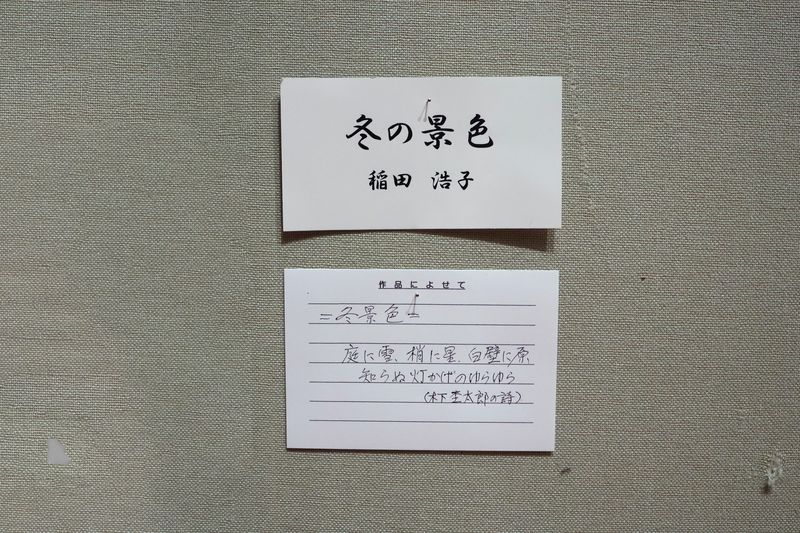 冬の景色
稲田 浩子
作品によせて
=冬景色=
庭に雪、梢に星、白壁に原
知らぬ灯かげのゆらゆら
(木下杢太郎の詩)